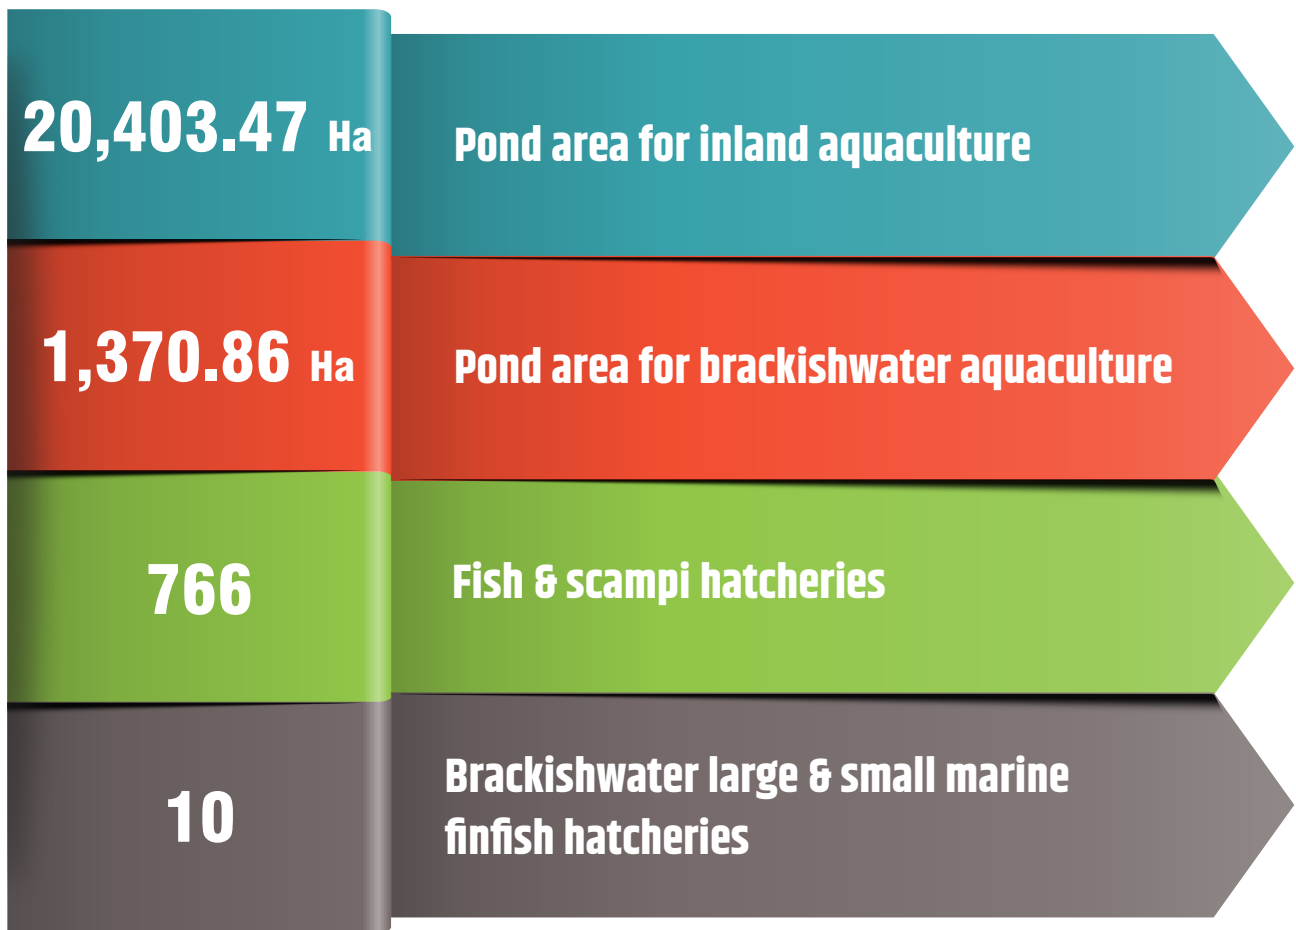 20,403.47 Ha
Pond area for inland aquaculture
1,370.86 Ha
Pond area for brackishwater aquaculture
766
Fish & scampi hatcheries
10
Brackishwater large & small marine
finfish hatcheries